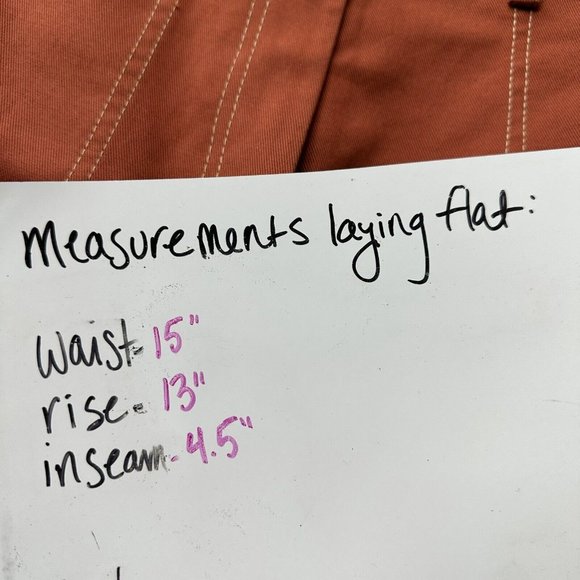 Measurements laying flat:
Waist- 15"
rise- 13"
inseam- 4.5"